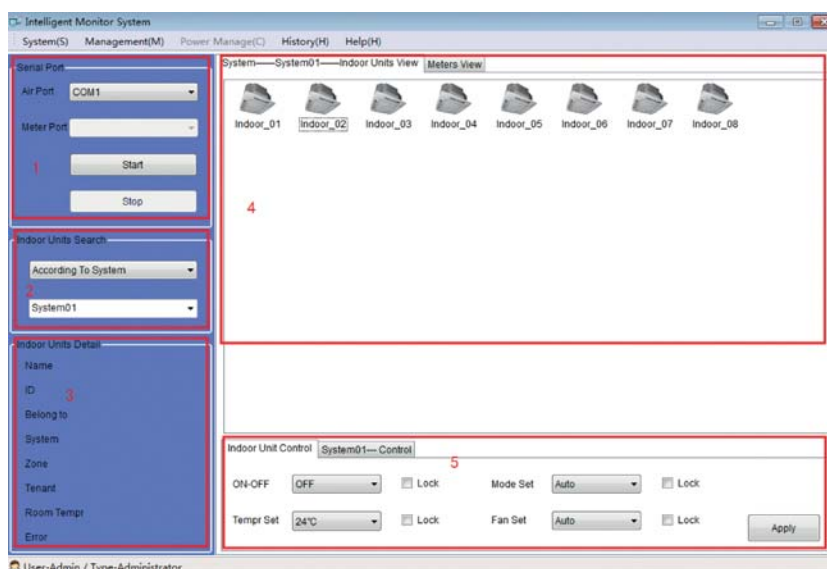 Intelligent Monitor System
System(S) Management(M) Power Manage(C) History(H) Help(H)
Serial Port
Air Port COM1
Meter Port
1
Start
Stop
Indoor Units Search
According To System
2
System01
Indoor Units Detail
Name
ID
3
Belong to
System
Zone
Tenant
Room Tempr
Error
System——System01——Indoor Units View Meters View
Indoor_01 Indoor_02 Indoor_03 Indoor_04 Indoor_05 Indoor_06 Indoor_07 Indoor_08
4
Indoor Unit Control System01--- Control
5
ON-OFF OFF Lock Mode Set Auto Lock
Tempr Set 24℃ Lock Fan Set Auto Lock
Apply
User-Admin / Type-Administrator